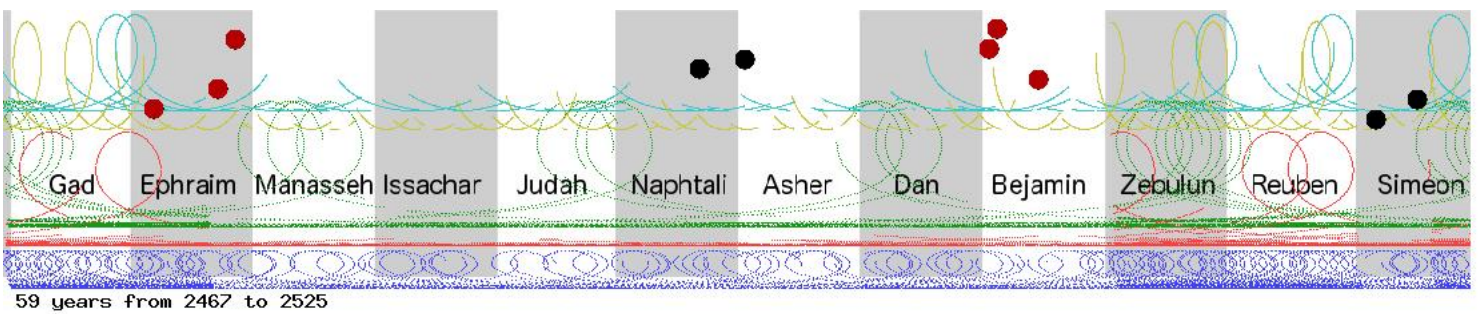 Gad Ephraim Manasseh Issachar Judah Naphtali Asher Dan Bejamin Zebulun Reuben Simeon
59 years from 2467 to 2525